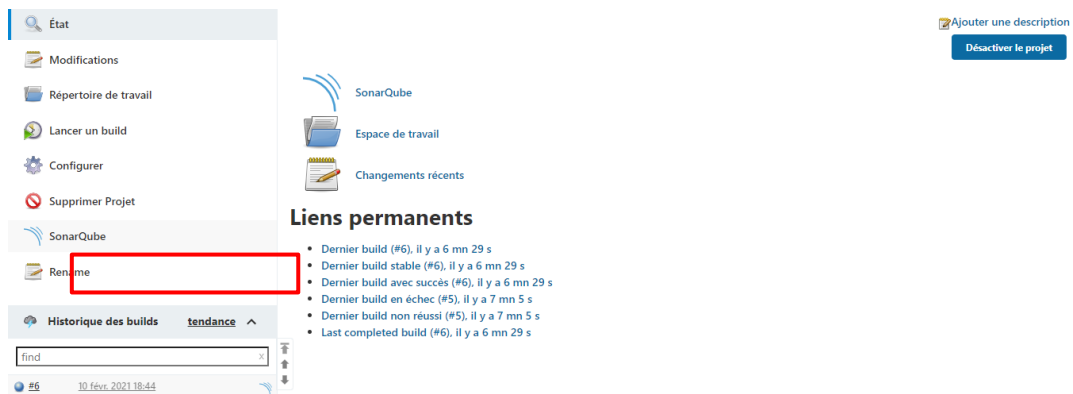 État
Modifications
Répertoire de travail
Lancer un build
Configurer
Supprimer Projet
SonarQube
Rename
Historique des builds tendance
find x
#6 10 févr. 2021 18:44
Ajouter une description
Désactiver le projet
SonarQube
Espace de travail
Changements récents
Liens permanents
Dernier build (#6), il y a 6 mn 29 s
Dernier build stable (#6), il y a 6 mn 29 s
Dernier build avec succès (#6), il y a 6 mn 29 s
Dernier build en échec (#5), il y a 7 mn 5 s
Dernier build non réussi (#5), il y a 7 mn 5 s
Last completed build (#6), il y a 6 mn 29 s